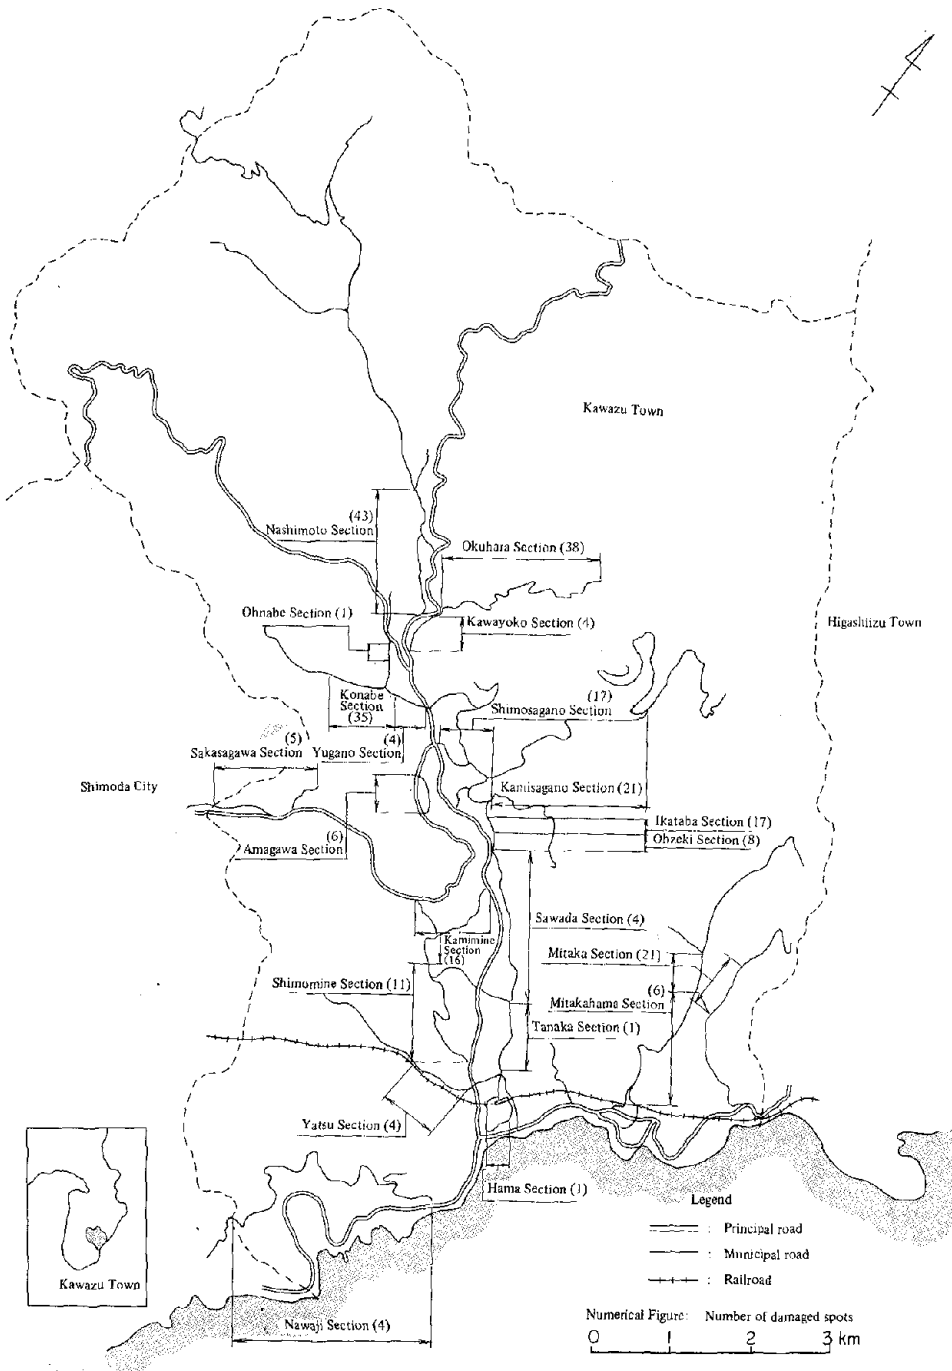 Kawazu Town
(43)
Nashimoto Section
Okuhara Section (38)
Ohnabe Section (1)
Kawayoko Section (4)
Higashiizu Town
Konabe
Section
(35)
(17)
Shimosagano Section
(5)
Sakasagawa Section
(4)
Yugano Section
Shimoda City
Kamisagano Section (21)
Ikataba Section (17)
Ohzeki Section (8)
(6)
Amagawa Section
Sawada Section (4)
Kamimine
Section
(16)
Mitaka Section (21)
Shimomine Section (11)
(6)
Mitakahama Section
Tanaka Section (1)
Yatsu Section (4)
Hama Section (1)
Legend
: Principal road
: Municipal road
: Railroad
Kawazu Town
Nawaji Section (4)
Numerical Figure: Number of damaged spots
0 1 2 3 km